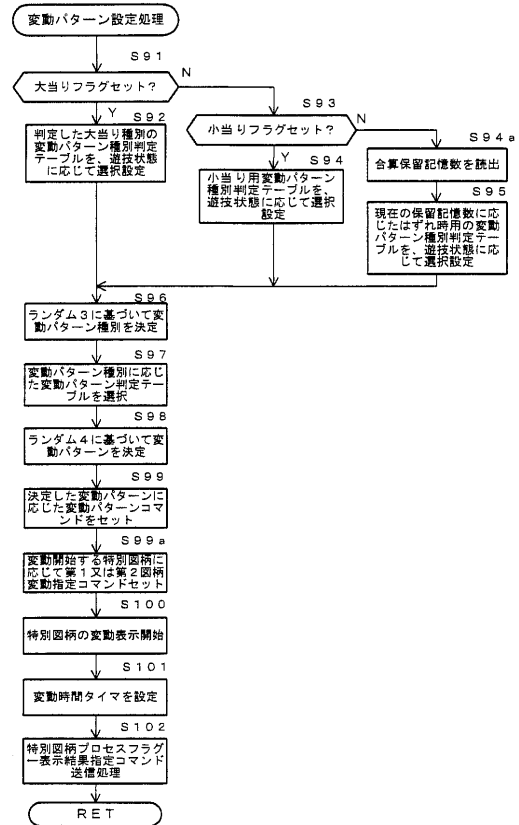 変動パターン設定処理
S91
大当りフラグセット?
N
Y
S92
判定した大当り種別の
変動パターン種別判定
テーブルを、遊技状態
に応じて選択設定
S93
小当りフラグセット?
N
Y
S94
小当り用変動パターン
種別判定テーブルを、
遊技状態に応じて選択
設定
S94a
合算保留記憶数を読出
S95
現在の保留記憶数に応
じたはずれ時用の変動
パターン種別判定テー
ブルを、遊技状態に応
じて選択設定
S96
ランダム3に基づいて変
動パターン種別を決定
S97
変動パターン種別に応じ
た変動パターン判定テー
ブルを選択
S98
ランダム4に基づいて変
動パターンを決定
S99
決定した変動パターンに
応じた変動パターンコマ
ンドをセット
S99a
変動開始する特別図柄に
応じて第1又は第2図柄
変動指定コマンドセット
S100
特別図柄の変動表示開始
S101
変動時間タイマを設定
S102
特別図柄プロセスフラグ
ー表示結果指定コマンド
送信処理
RET